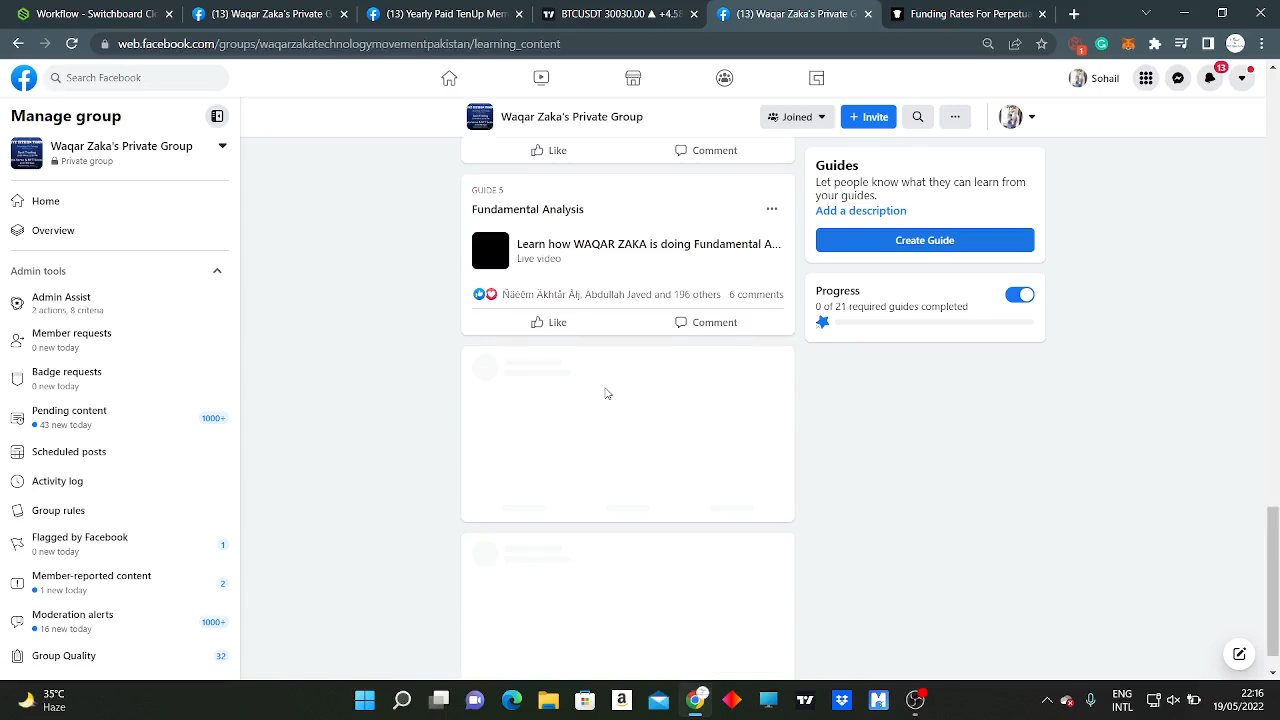 Workflow - Switchboard Cl
(13) Waqar Zaka's Private G
(13) Yearly Paid TenUp Mem
BTCUSDT 30030.03 ▲ +4.58
(13) Waqar Zaka's Private G
Funding Rates For Perpetua
web.facebook.com/groups/waqarzakatechnologymovementpakistan/learning_content
1
Search Facebook
Sohail
13
Manage group
Waqar Zaka's Private Group
Private group
Home
Overview
Admin tools
Admin Assist
2 actions, 8 criteria
Member requests
0 new today
Badge requests
0 new today
Pending content
43 new today
1000+
Scheduled posts
Activity log
Group rules
Flagged by Facebook
0 new today
1
Member-reported content
1 new today
2
Moderation alerts
16 new today
1000+
Group Quality
32
Waqar Zaka's Private Group
Joined
+ Invite
Like
Comment
GUIDE 5
Fundamental Analysis
Learn how WAQAR ZAKA is doing Fundamental A...
Live video
Abdullah Javed and 196 others
6 comments
Like
Comment
Guides
Let people know what they can learn from
your guides.
Add a description
Create Guide
Progress
0 of 21 required guides completed
35°C
Haze
ENG
INTL
22:16
19/05/2022